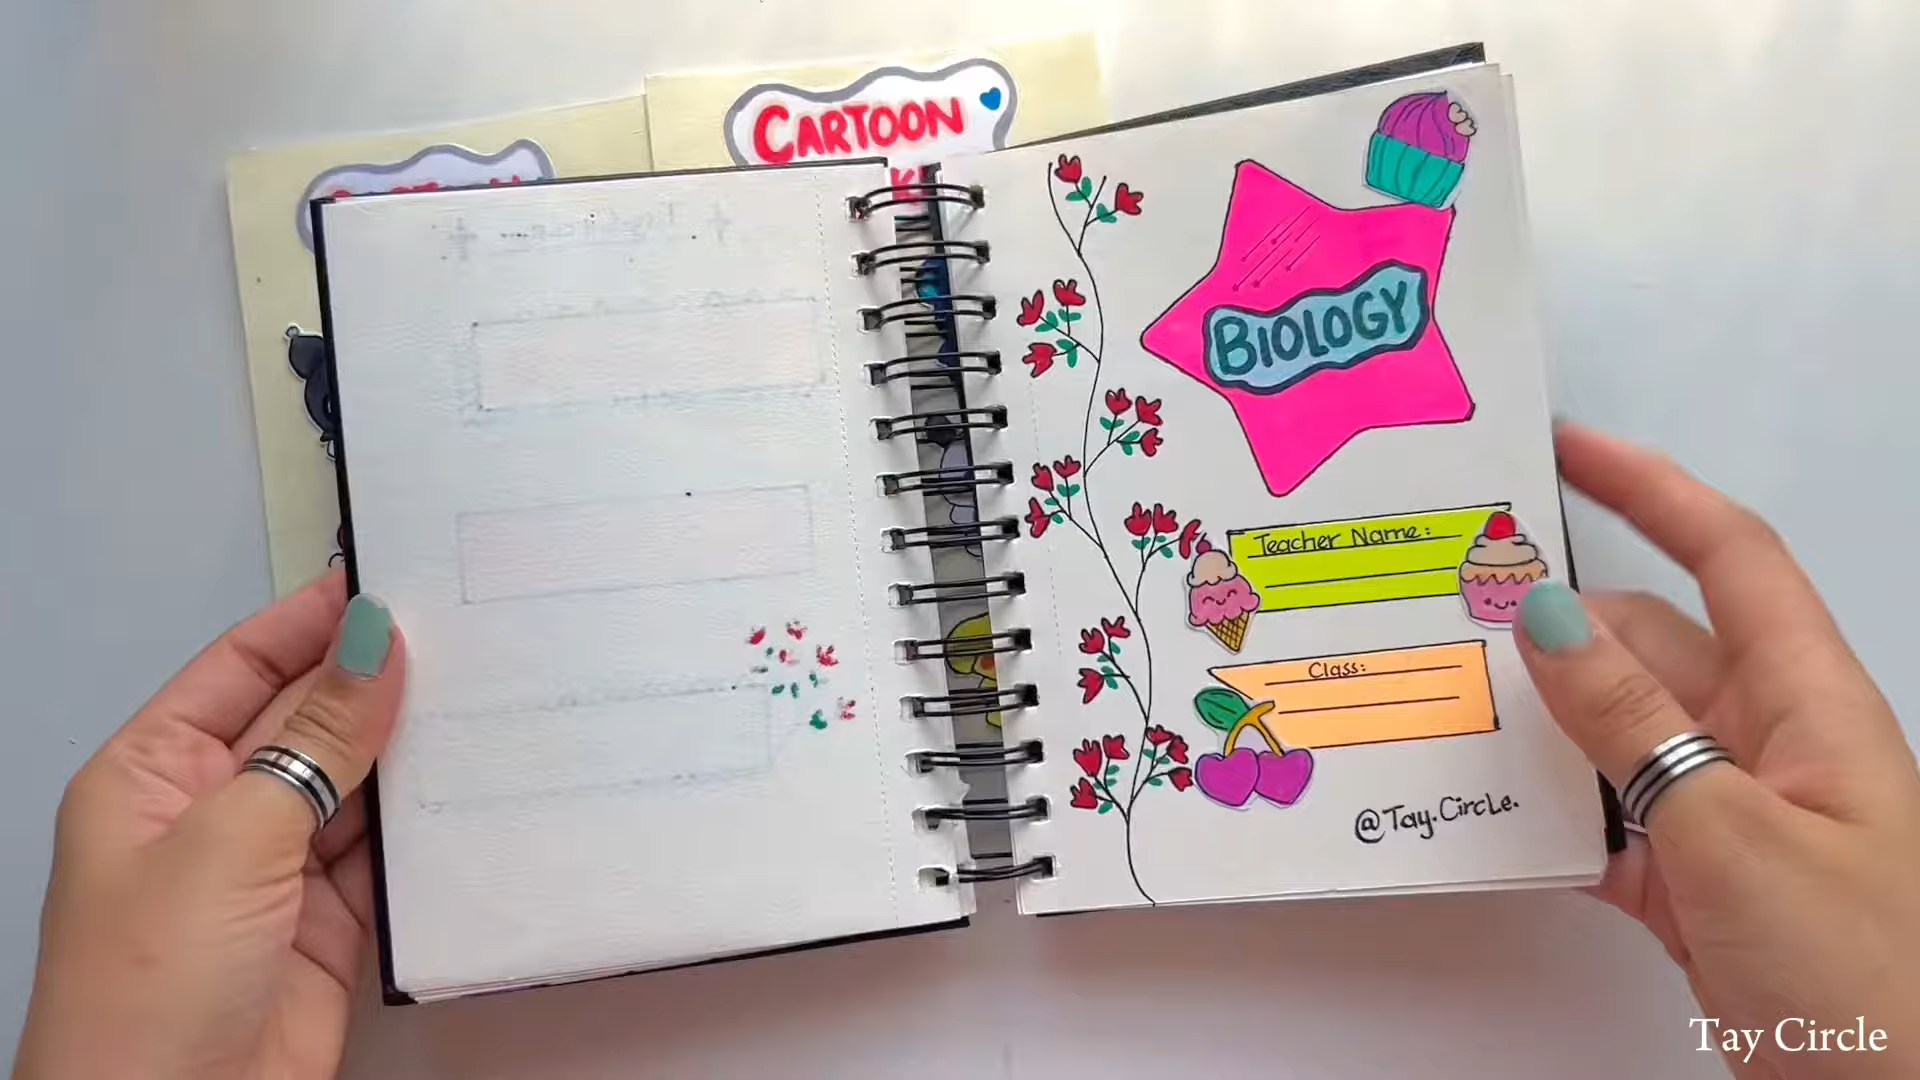 CARTOON
BIOLOGY
Teacher Name:
Class:
@Tay.Circle.
Tay Circle